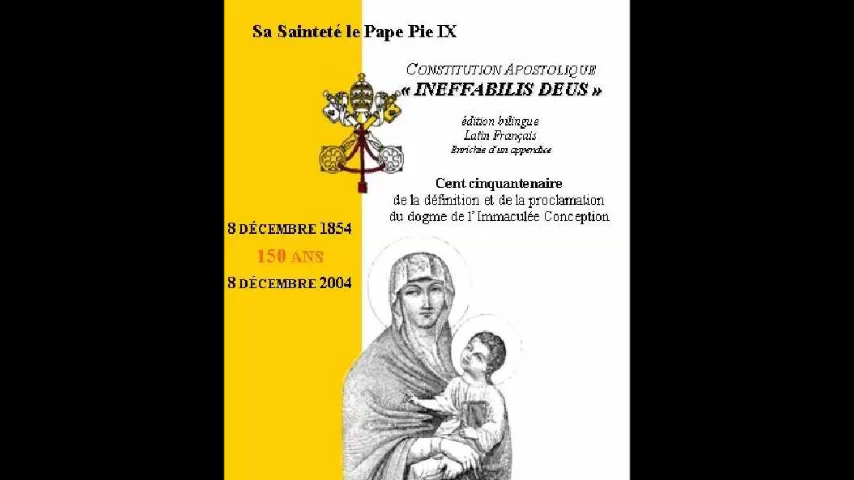 Sa Sainteté le Pape Pie IX
CONSTITUTION APOSTOLIQUE
« INEFFABILIS DEUS »
édition bilingue
Latin Français
Enrichie d'un appendice
Cent cinquantenaire
de la définition et de la proclamation
du dogme de l'Immaculée Conception
8 DÉCEMBRE 1854
150 ANS
8 DÉCEMBRE 2004